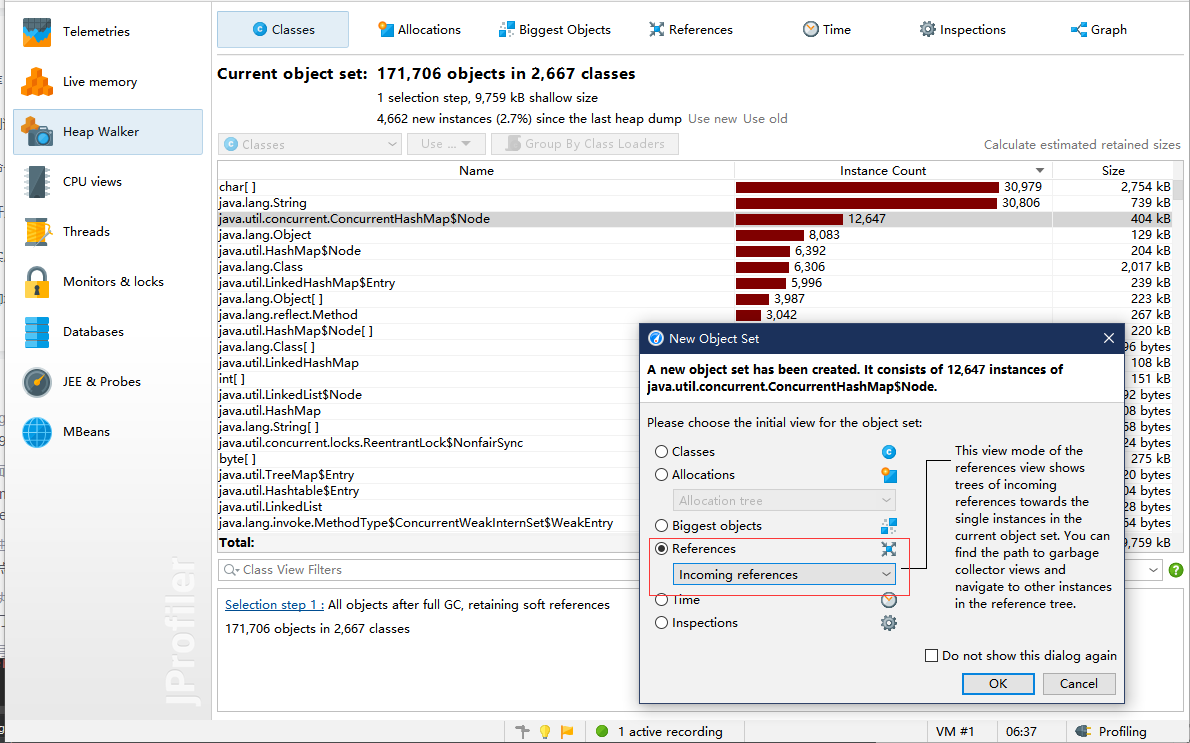 Telemetries
Live memory
Heap Walker
CPU views
Threads
Monitors & locks
Databases
JEE & Probes
MBeans
JProfiler
Classes
Allocations
Biggest Objects
References
Time
Inspections
Graph
Current object set: 171,706 objects in 2,667 classes
1 selection step, 9,759 kB shallow size
4,662 new instances (2.7%) since the last heap dump Use new Use old
Classes Use ... Group By Class Loaders Calculate estimated retained sizes
Name Instance Count Size
char[ ] 30,979 2,754 kB
java.lang.String 30,806 739 kB
java.util.concurrent.ConcurrentHashMap$Node 12,647 404 kB
java.lang.Object 8,083 129 kB
java.util.HashMap$Node 6,392 204 kB
java.lang.Class 6,306 2,017 kB
java.util.LinkedHashMap$Entry 5,996 239 kB
java.lang.Object[ ] 3,987 223 kB
java.lang.reflect.Method 3,042 267 kB
java.util.HashMap$Node[ ] 220 kB
java.lang.Class[ ] 96 bytes
java.util.LinkedHashMap 108 kB
int[ ] 151 kB
java.util.LinkedList$Node 92 bytes
java.util.HashMap 08 bytes
java.lang.String[ ] 68 bytes
java.util.concurrent.locks.ReentrantLock$NonfairSync 24 bytes
byte[ ] 275 kB
java.util.TreeMap$Entry 20 bytes
java.util.Hashtable$Entry 04 bytes
java.util.LinkedList 28 bytes
java.lang.invoke.MethodType$ConcurrentWeakInternSet$WeakEntry 64 bytes
Total: 9,759 kB
Class View Filters
Selection step 1 : All objects after full GC, retaining soft references
171,706 objects in 2,667 classes
New Object Set
A new object set has been created. It consists of 12,647 instances of
java.util.concurrent.ConcurrentHashMap$Node.
Please choose the initial view for the object set:
Classes
Allocations
Allocation tree
Biggest objects
References
Incoming references
Time
Inspections
This view mode of the
references view shows
trees of incoming
references towards the
single instances in the
current object set. You can
find the path to garbage
collector views and
navigate to other instances
in the reference tree.
Do not show this dialog again
OK Cancel
1 active recording VM #1 06:37 Profiling